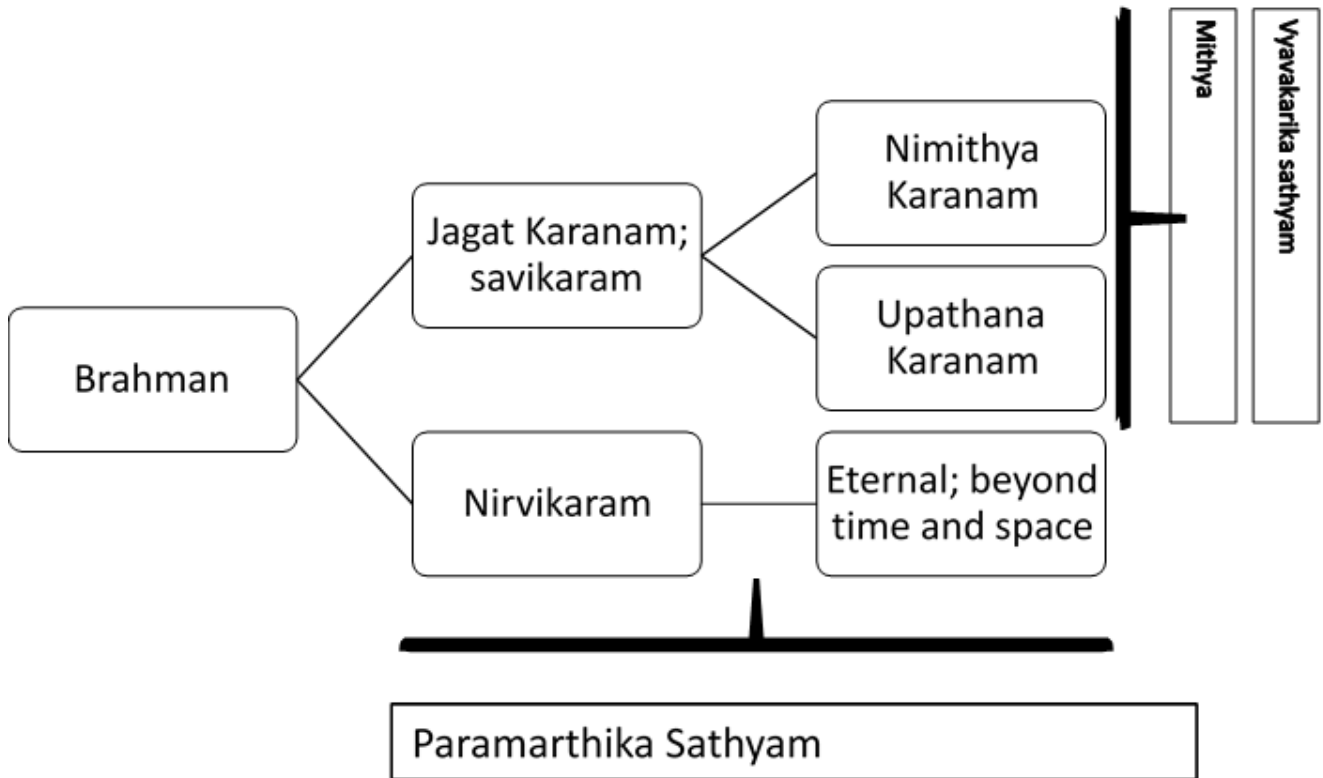 Brahman
Jagat Karanam;
savikaram
Nimithya
Karanam
Upathana
Karanam
Nirvikaram
Eternal; beyond
time and space
Mithya
Vyavakarika sathyam
Paramarthika Sathyam